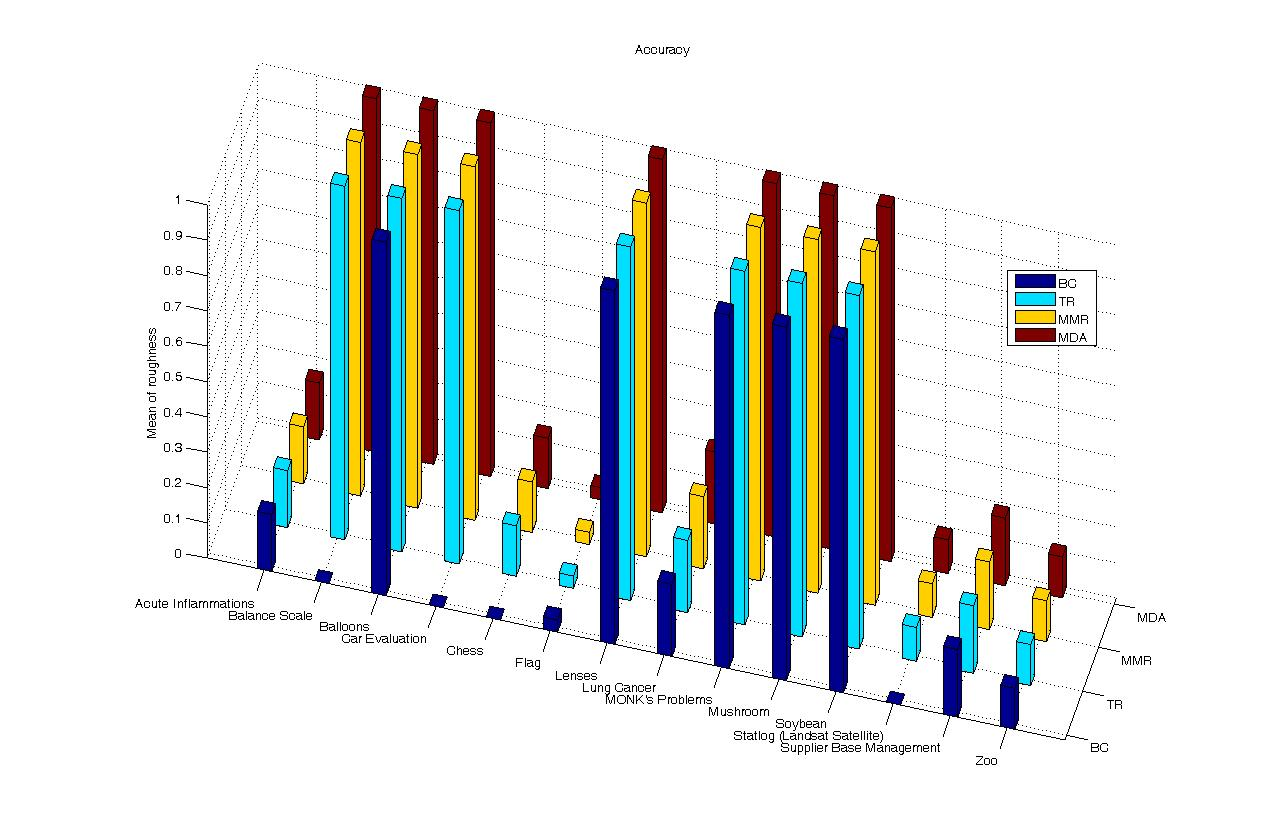 Accuracy
Mean of roughness
1
0.9
0.8
0.7
0.6
0.5
0.4
0.3
0.2
0.1
0
BC
TR
MMR
MDA
Acute Inflammations
Balance Scale
Balloons
Car Evaluation
Chess
Flag
Lenses
Lung Cancer
MONK's Problems
Mushroom
Soybean
Statlog (Landsat Satellite)
Supplier Base Management
Zoo
MDA
MMR
TR
BC